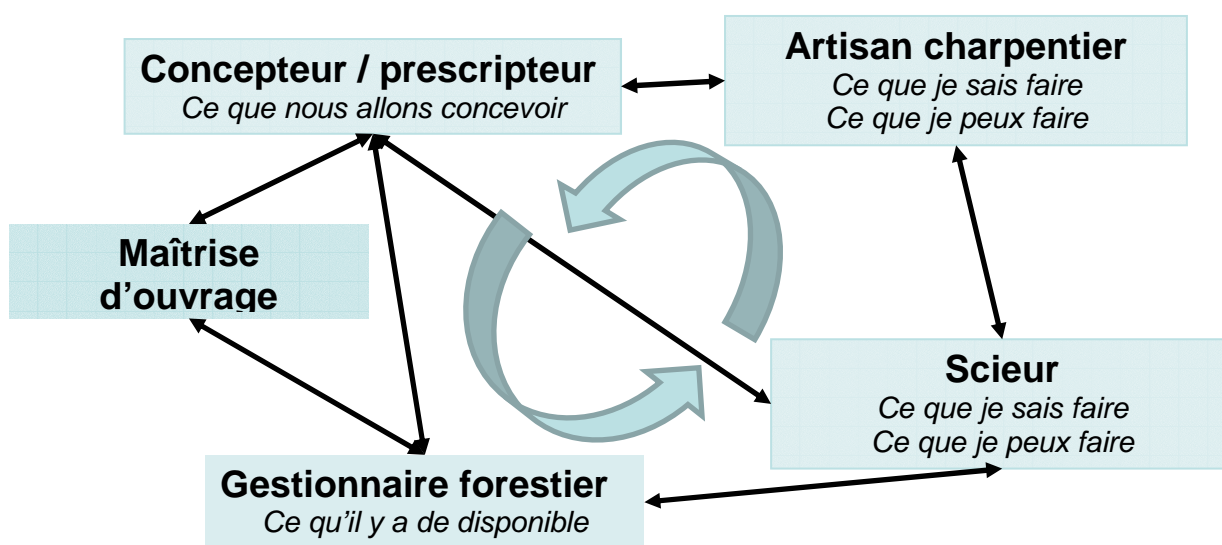 Concepteur / prescripteur
Ce que nous allons concevoir
Artisan charpentier
Ce que je sais faire
Ce que je peux faire
Maîtrise
d'ouvrage
Scieur
Ce que je sais faire
Ce que je peux faire
Gestionnaire forestier
Ce qu'il y a de disponible